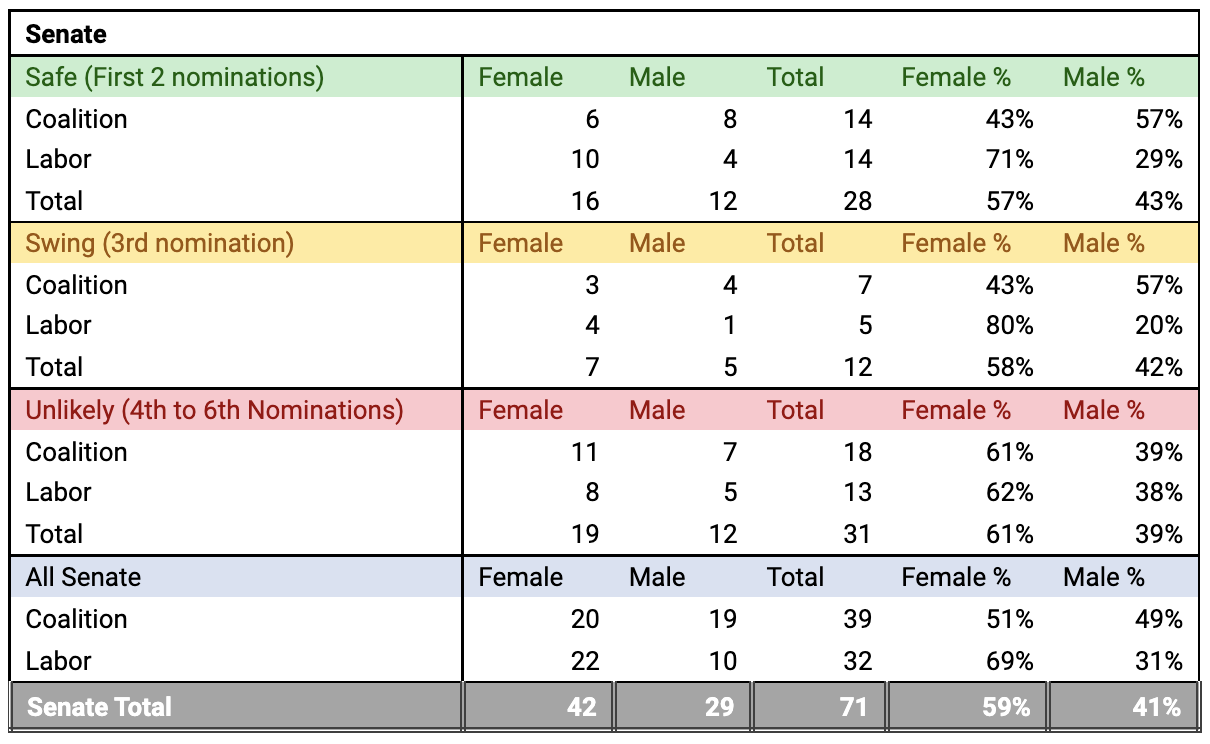 Senate
Safe (First 2 nominations) Female Male Total Female % Male %
Coalition 6 8 14 43% 57%
Labor 10 4 14 71% 29%
Total 16 12 28 57% 43%
Swing (3rd nomination) Female Male Total Female % Male %
Coalition 3 4 7 43% 57%
Labor 4 1 5 80% 20%
Total 7 5 12 58% 42%
Unlikely (4th to 6th Nominations) Female Male Total Female % Male %
Coalition 11 7 18 61% 39%
Labor 8 5 13 62% 38%
Total 19 12 31 61% 39%
All Senate Female Male Total Female % Male %
Coalition 20 19 39 51% 49%
Labor 22 10 32 69% 31%
Senate Total 42 29 71 59% 41%